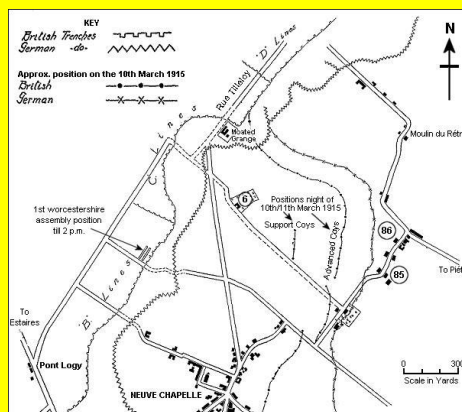 KEY
British Trenches
German -do-
Approx. position on the 10th March 1915
British
German
N
"D" Lines
Rue Tilleloy
Moated
Grange
Moulin du Rétr
C Lines
6
Positions night of
10th/11th March 1915
Support Coys
Advanced Coys
1st worcestershire
assembly position
till 2 p.m.
86
85
To Piét
"B" Lines
To
Estaires
Pont Logy
NEUVE CHAPELLE
0 300
Scale in Yards